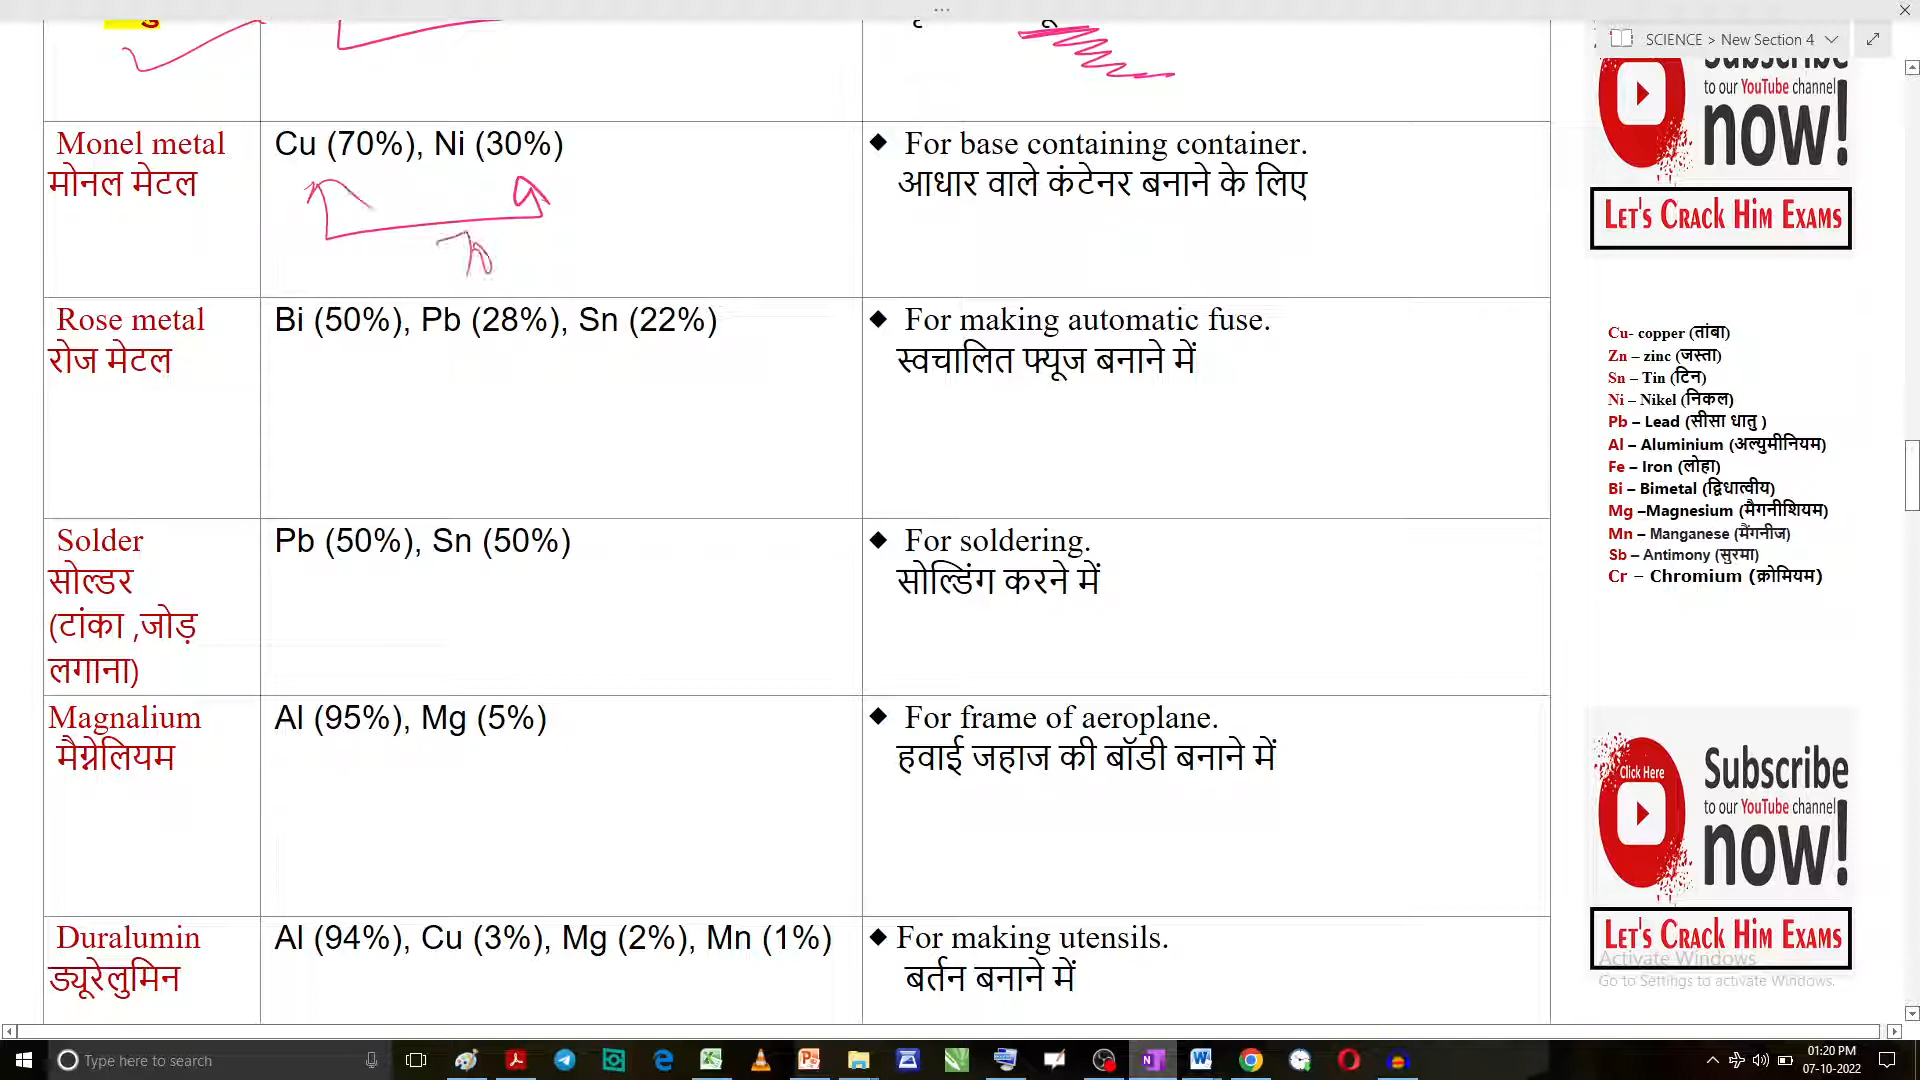 SCIENCE > New Section 4
Subscribe
to our YouTube channel
now!
LET'S CRACK HIM EXAMS
Monel metal
मोनल मेटल
Cu (70%), Ni (30%)
For base containing container.
आधार वाले कंटेनर बनाने के लिए
Rose metal
रोज मेटल
Bi (50%), Pb (28%), Sn (22%)
For making automatic fuse.
स्वचालित फ्यूज बनाने में
Solder
सोल्डर
(टांका ,जोड़
लगाना)
Pb (50%), Sn (50%)
For soldering.
सोल्डिंग करने में
Magnalium
मैग्नेलियम
Al (95%), Mg (5%)
For frame of aeroplane.
हवाई जहाज की बॉडी बनाने में
Duralumin
ड्यूरेलुमिन
Al (94%), Cu (3%), Mg (2%), Mn (1%)
For making utensils.
बर्तन बनाने में
Cu- copper (तांबा)
Zn – zinc (जस्ता)
Sn – Tin (टिन)
Ni – Nikel (निकल)
Pb – Lead (सीसा धातु )
Al – Aluminium (अल्युमीनियम)
Fe – Iron (लोहा)
Bi – Bimetal (द्विधात्वीय)
Mg –Magnesium (मैगनीशियम)
Mn – Manganese (मैंगनीज)
Sb – Antimony (सुरमा)
Cr – Chromium (क्रोमियम)
Click Here
Subscribe
to our YouTube channel
now!
LET'S CRACK HIM EXAMS
Activate Windows
Go to Settings to activate Windows.
Type here to search
01:20 PM
07-10-2022